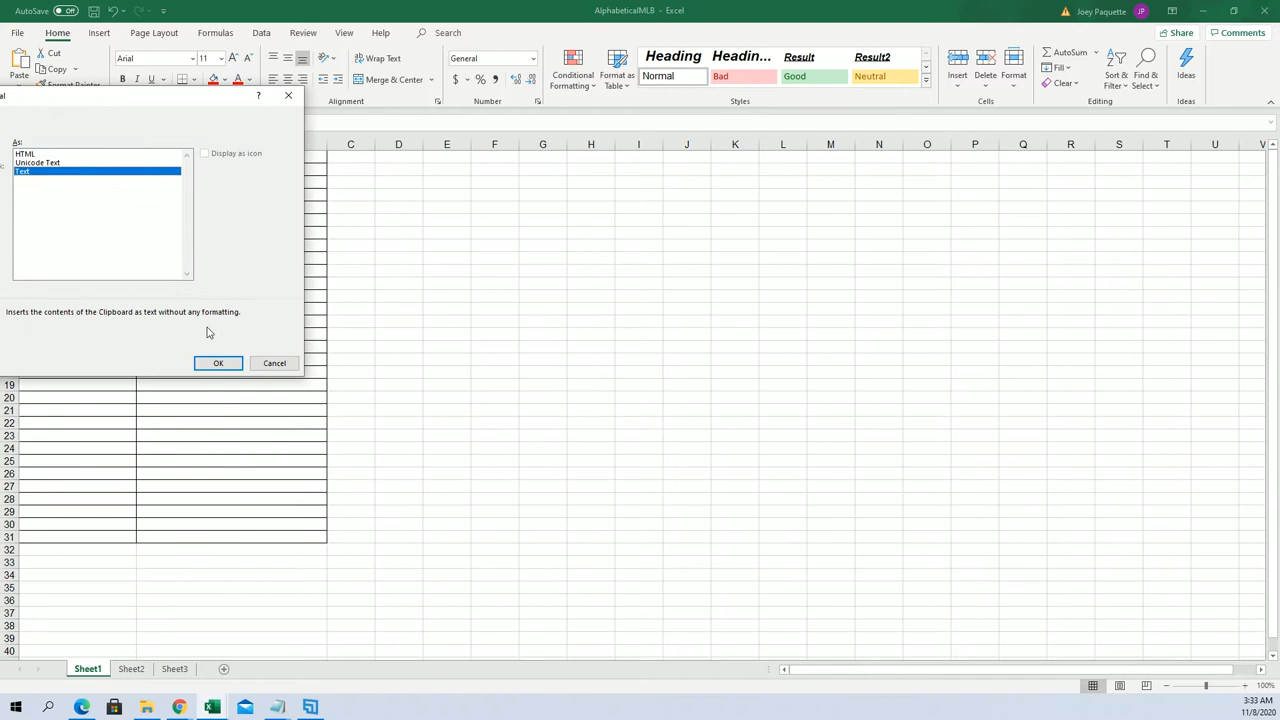 AutoSave Off
AlphabeticalMLB - Excel
Joey Paquette JP
File Home Insert Page Layout Formulas Data Review View Help Search
Share Comments
Cut
Copy
Format Painter
Paste
Arial 11
B I U
Wrap Text
Merge & Center
General
$ % ,
Conditional Formatting
Format as Table
Heading Headin... Result Result2
Normal Bad Good Neutral
Insert Delete Format
AutoSum
Fill
Clear
Sort & Filter
Find & Select
Ideas
Alignment Number Styles Cells Editing Ideas
al ? ×
As:
HTML
Unicode Text
Text
Display as icon
Inserts the contents of the Clipboard as text without any formatting.
OK Cancel
C D E F G H I J K L M N O P Q R S T U V
19
20
21
22
23
24
25
26
27
28
29
30
31
32
33
34
35
36
37
38
39
40
Sheet1 Sheet2 Sheet3
100%
3:33 AM
11/8/2020